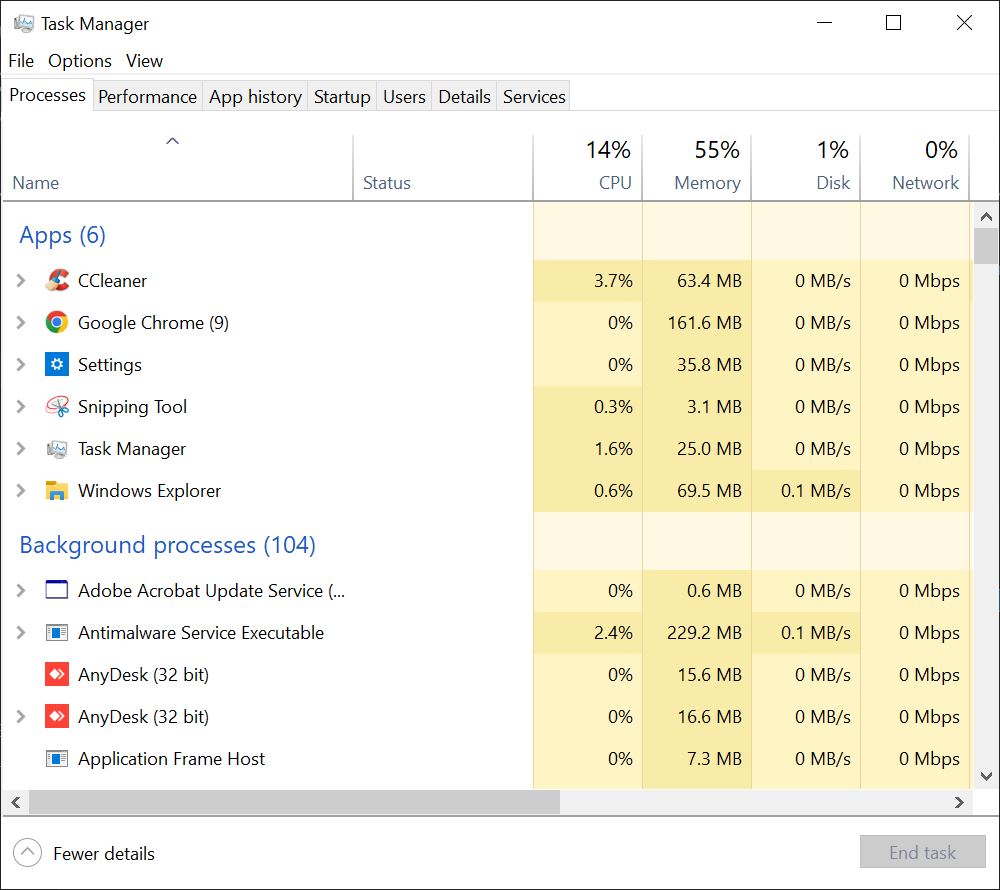 Task Manager
File Options View
Processes Performance App history Startup Users Details Services
14% 55% 1% 0%
Name Status CPU Memory Disk Network
Apps (6)
CCleaner 3.7% 63.4 MB 0 MB/s 0 Mbps
Google Chrome (9) 0% 161.6 MB 0 MB/s 0 Mbps
Settings 0% 35.8 MB 0 MB/s 0 Mbps
Snipping Tool 0.3% 3.1 MB 0 MB/s 0 Mbps
Task Manager 1.6% 25.0 MB 0 MB/s 0 Mbps
Windows Explorer 0.6% 69.5 MB 0.1 MB/s 0 Mbps
Background processes (104)
Adobe Acrobat Update Service (... 0% 0.6 MB 0 MB/s 0 Mbps
Antimalware Service Executable 2.4% 229.2 MB 0.1 MB/s 0 Mbps
AnyDesk (32 bit) 0% 15.6 MB 0 MB/s 0 Mbps
AnyDesk (32 bit) 0% 16.6 MB 0 MB/s 0 Mbps
Application Frame Host 0% 7.3 MB 0 MB/s 0 Mbps
Fewer details End task